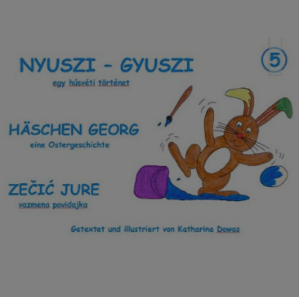 NYUSZI - GYUSZI
5
egy húsvéti történet
HÄSCHEN GEORG
eine Ostergeschichte
ZEČIĆ JURE
vazmena povidajka
Getextet und illustriert von Katharina Dowas